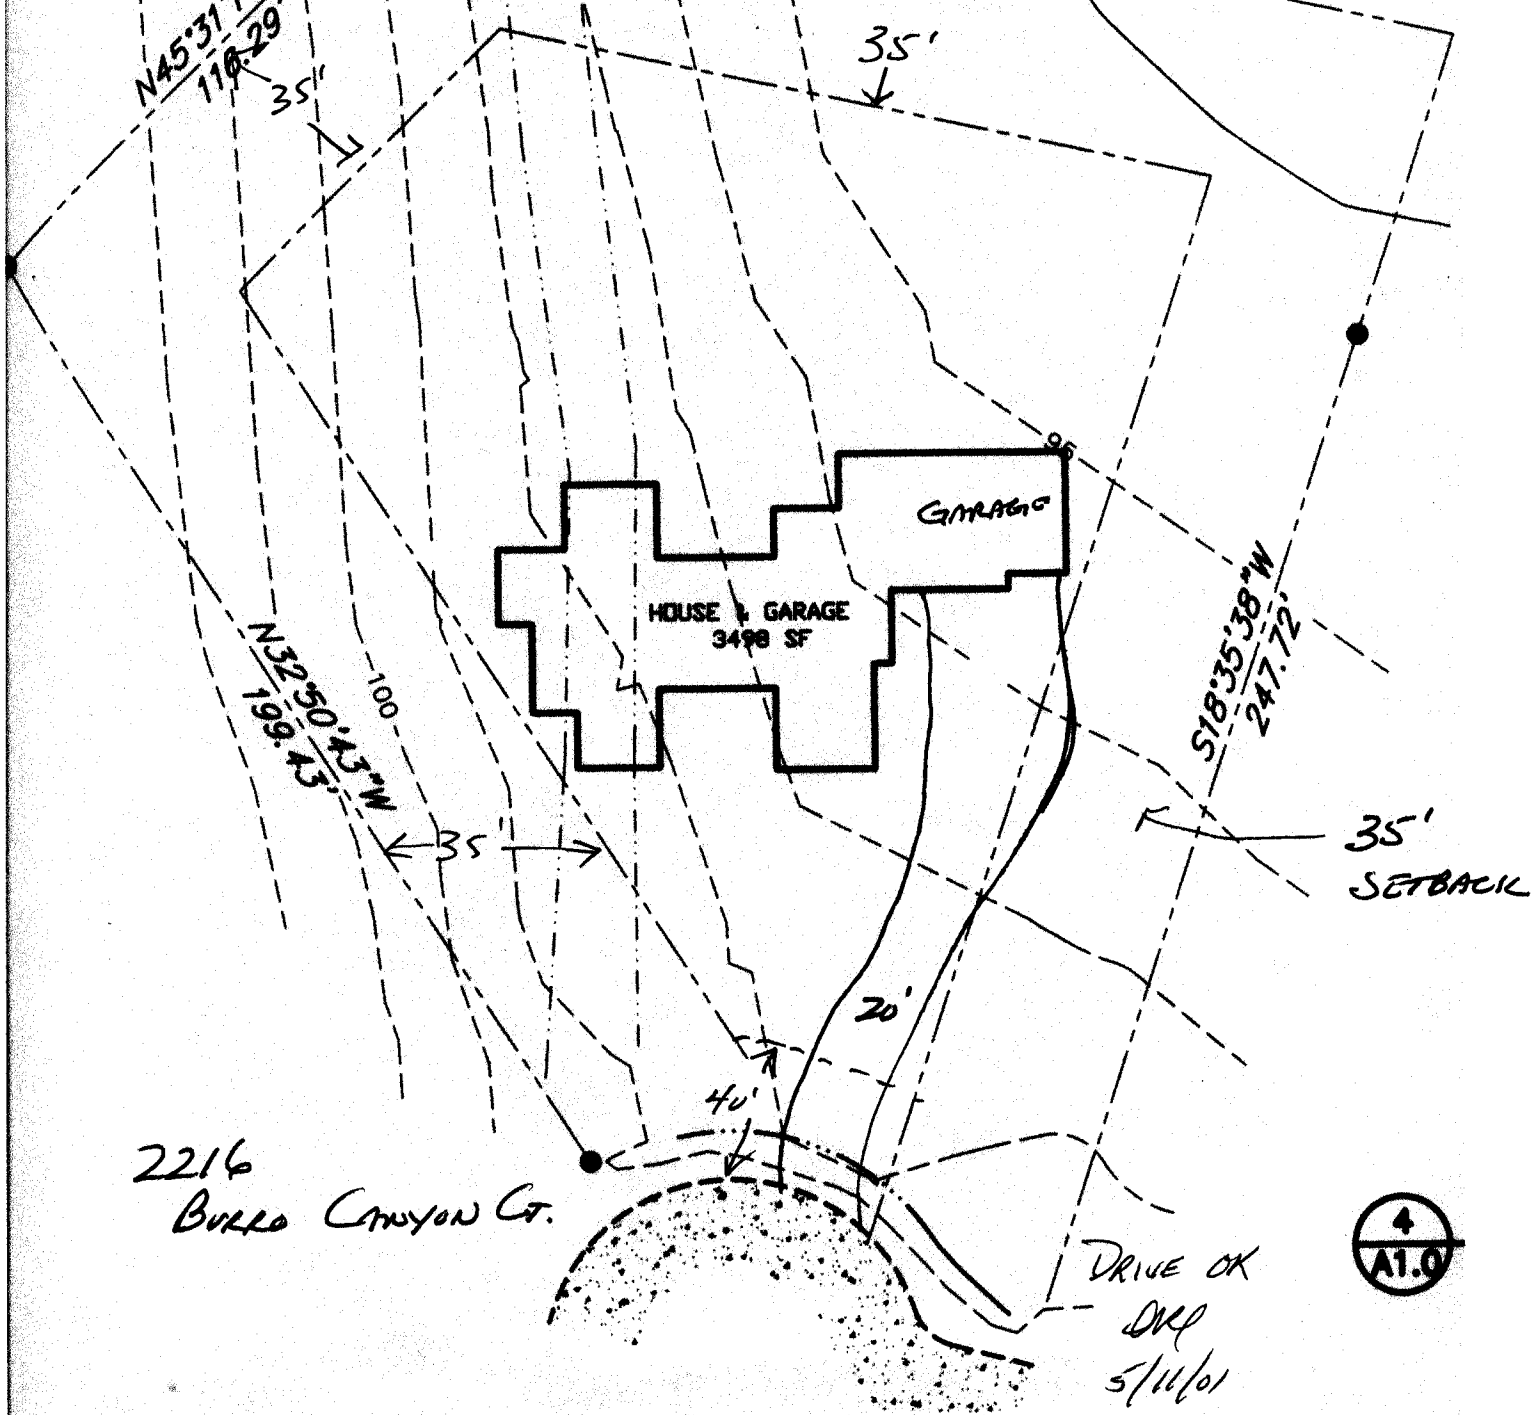 35'
N45°31'
110.29
35'
96
GARAGE
HOUSE & GARAGE
3498 SF
S18°35'38"W
247.72'
N32°50'43"W
199.43'
100
35'
35'
SETBACK
20'
40'
2216
BURRO CANYON CT.
4
A1.0
DRIVE OK
5/11/01